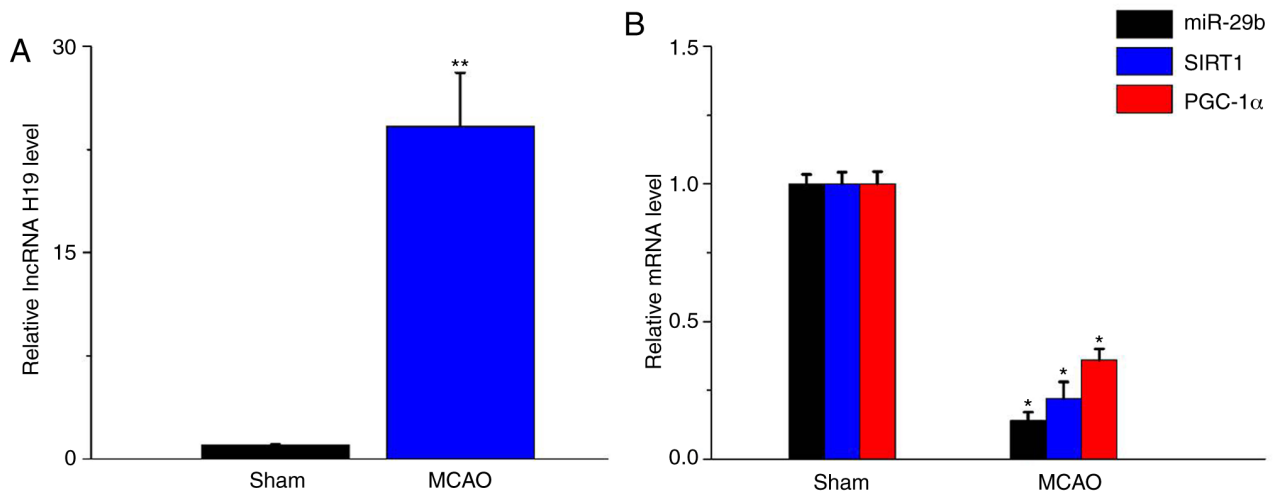 A
Relative lncRNA H19 level
30
15
0
**
Sham
MCAO
B
miR-29b
SIRT1
PGC-1α
Relative mRNA level
1.5
1.0
0.5
0.0
*
*
*
Sham
MCAO